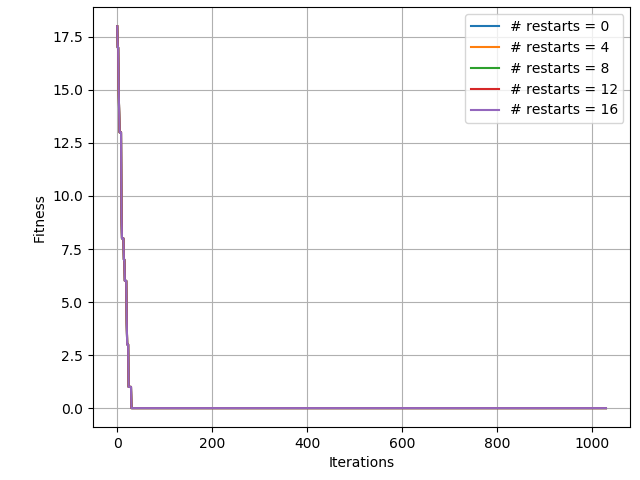 # restarts = 0
# restarts = 4
# restarts = 8
# restarts = 12
# restarts = 16
17.5
15.0
12.5
10.0
7.5
5.0
2.5
0.0
Fitness
0 200 400 600 800 1000
Iterations